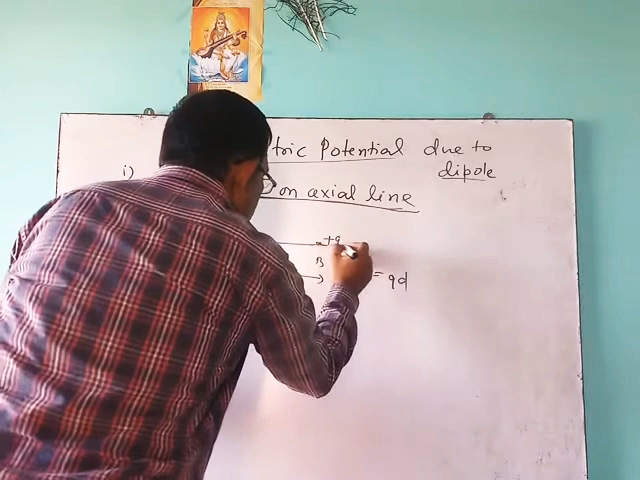 tric Potential due to
dipole
i) on axial line
+q
B
= qd